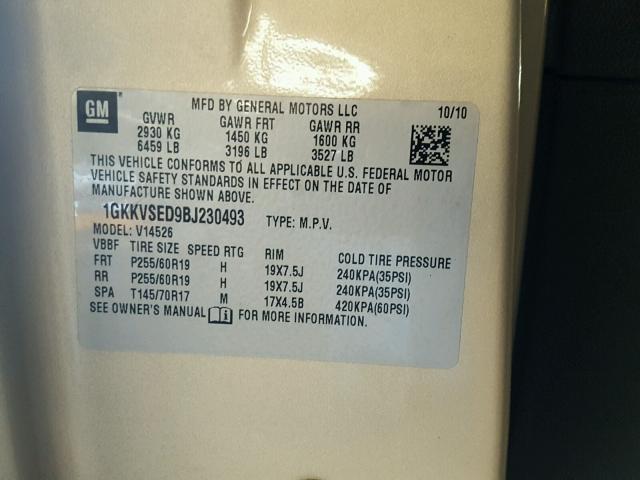 GM
MFD BY GENERAL MOTORS LLC 10/10
GVWR GAWR FRT GAWR RR
2930 KG 1450 KG 1600 KG
6459 LB 3196 LB 3527 LB
THIS VEHICLE CONFORMS TO ALL APPLICABLE U.S. FEDERAL MOTOR
VEHICLE SAFETY STANDARDS IN EFFECT ON THE DATE OF
MANUFACTURE SHOWN ABOVE.
1GKKVSED9BJ230493 TYPE: M.P.V.
MODEL: V14526
VBBF TIRE SIZE SPEED RTG RIM COLD TIRE PRESSURE
FRT P255/60R19 H 19X7.5J 240KPA(35PSI)
RR P255/60R19 H 19X7.5J 240KPA(35PSI)
SPA T145/70R17 M 17X4.5B 420KPA(60PSI)
SEE OWNER'S MANUAL FOR MORE INFORMATION.